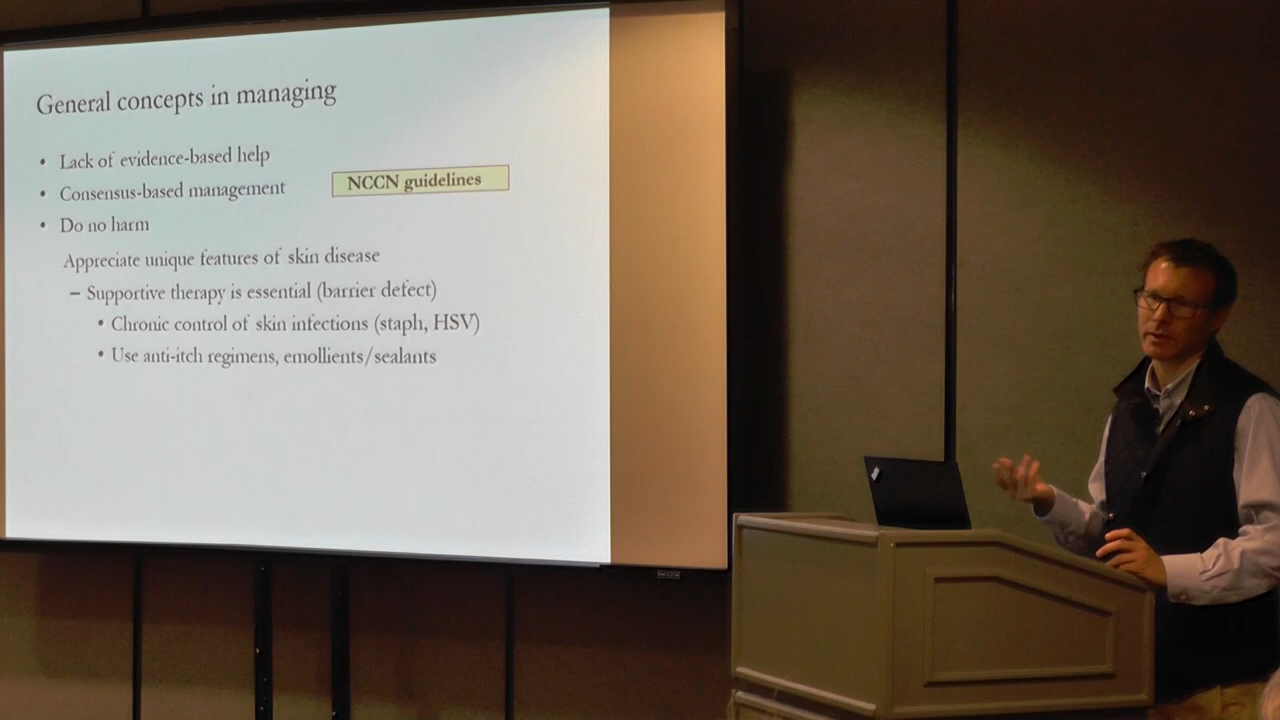 General concepts in managing
• Lack of evidence-based help
• Consensus-based management
NCCN guidelines
• Do no harm
Appreciate unique features of skin disease
– Supportive therapy is essential (barrier defect)
• Chronic control of skin infections (staph, HSV)
• Use anti-itch regimens, emollients/sealants